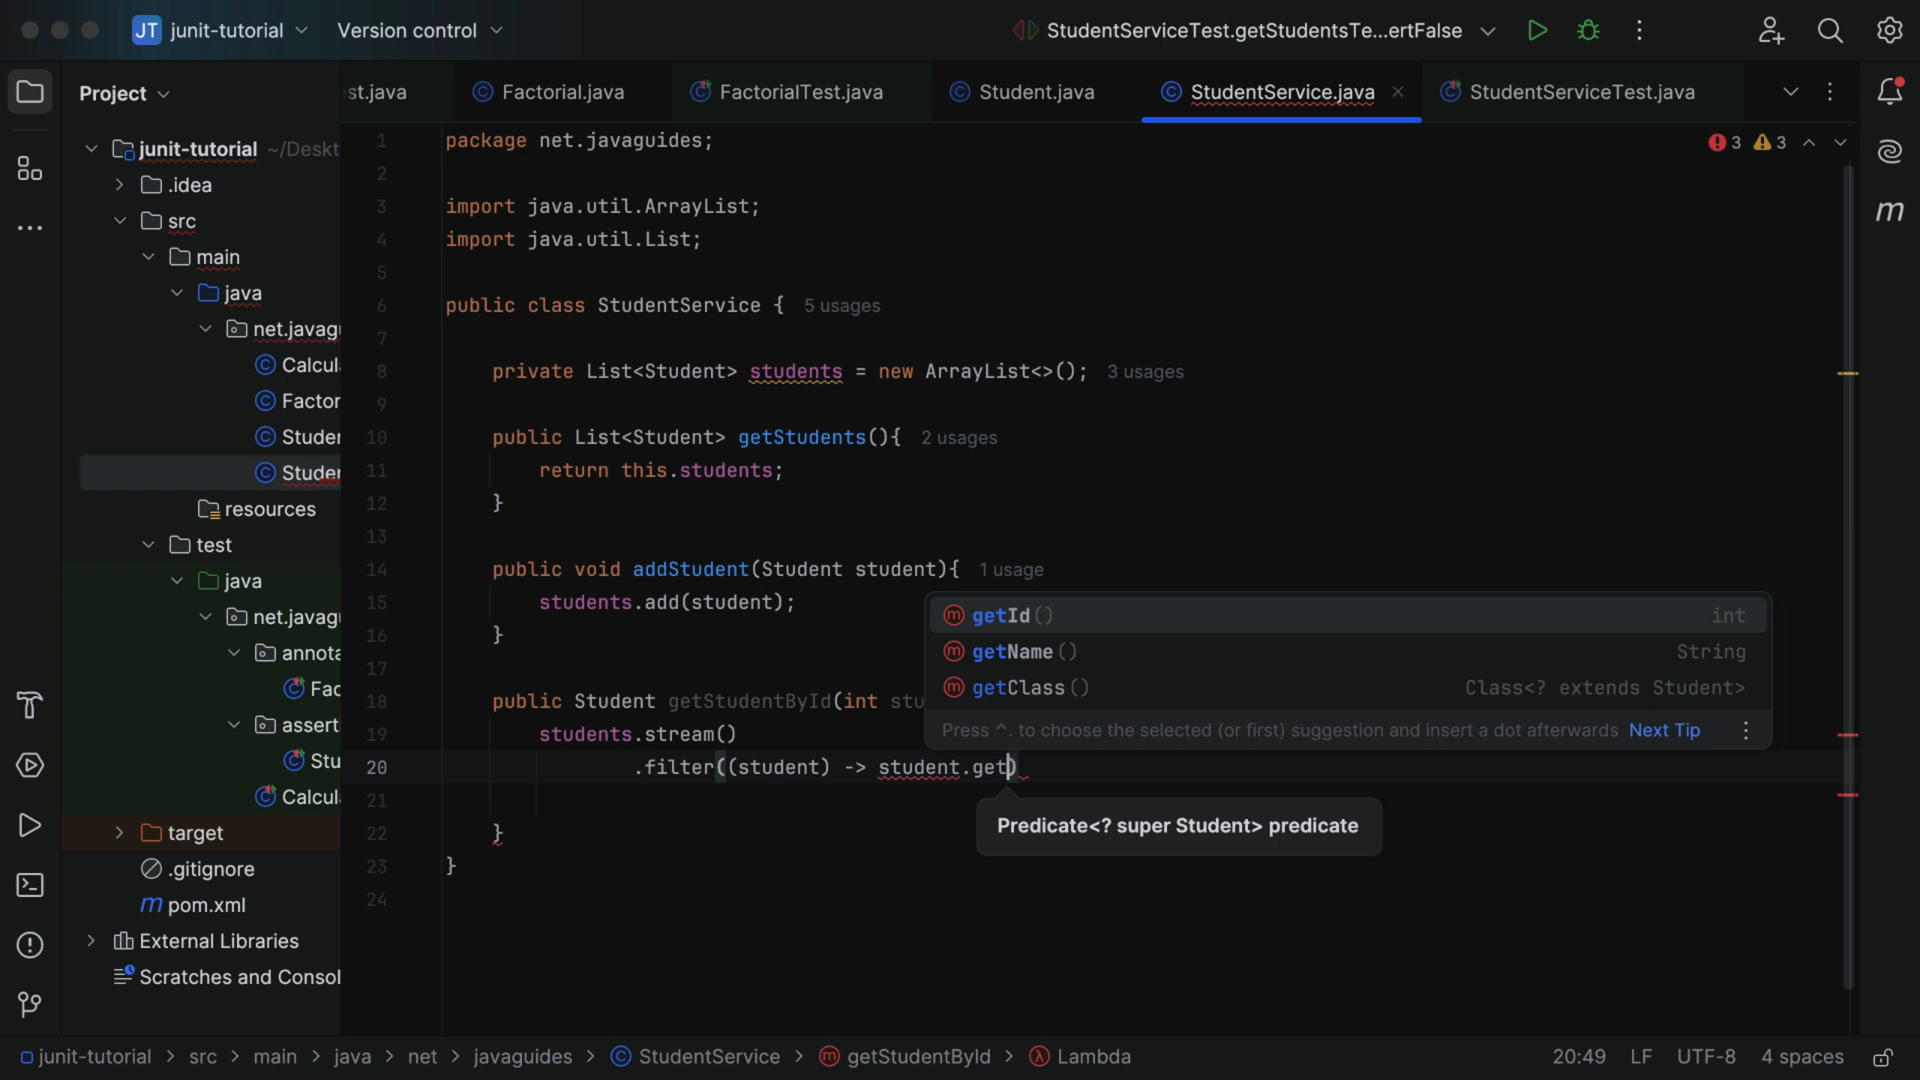 JT junit-tutorial Version control StudentServiceTest.getStudentsTe...ertFalse
Project
st.java Factorial.java FactorialTest.java Student.java StudentService.java StudentServiceTest.java
junit-tutorial ~/Deskt
.idea
src
main
java
net.javagu
Calcul
Factor
Studen
Studen
resources
test
java
net.javagu
annota
Fac
asserti
Stu
Calcul
target
.gitignore
m pom.xml
External Libraries
Scratches and Consol
3 3
1 package net.javaguides;
2
3 import java.util.ArrayList;
4 import java.util.List;
5
6 public class StudentService { 5 usages
7
8 private List<Student> students = new ArrayList<>(); 3 usages
9
10 public List<Student> getStudents(){ 2 usages
11 return this.students;
12 }
13
14 public void addStudent(Student student){ 1 usage
15 students.add(student);
16 }
17
18 public Student getStudentById(int stu
19 students.stream()
20 .filter((student) -> student.get)
21
22 }
23 }
24
m getId() int
m getName() String
m getClass() Class<? extends Student>
Press ^. to choose the selected (or first) suggestion and insert a dot afterwards Next Tip
Predicate<? super Student> predicate
m
junit-tutorial > src > main > java > net > javaguides > StudentService > getStudentById > Lambda
20:49 LF UTF-8 4 spaces